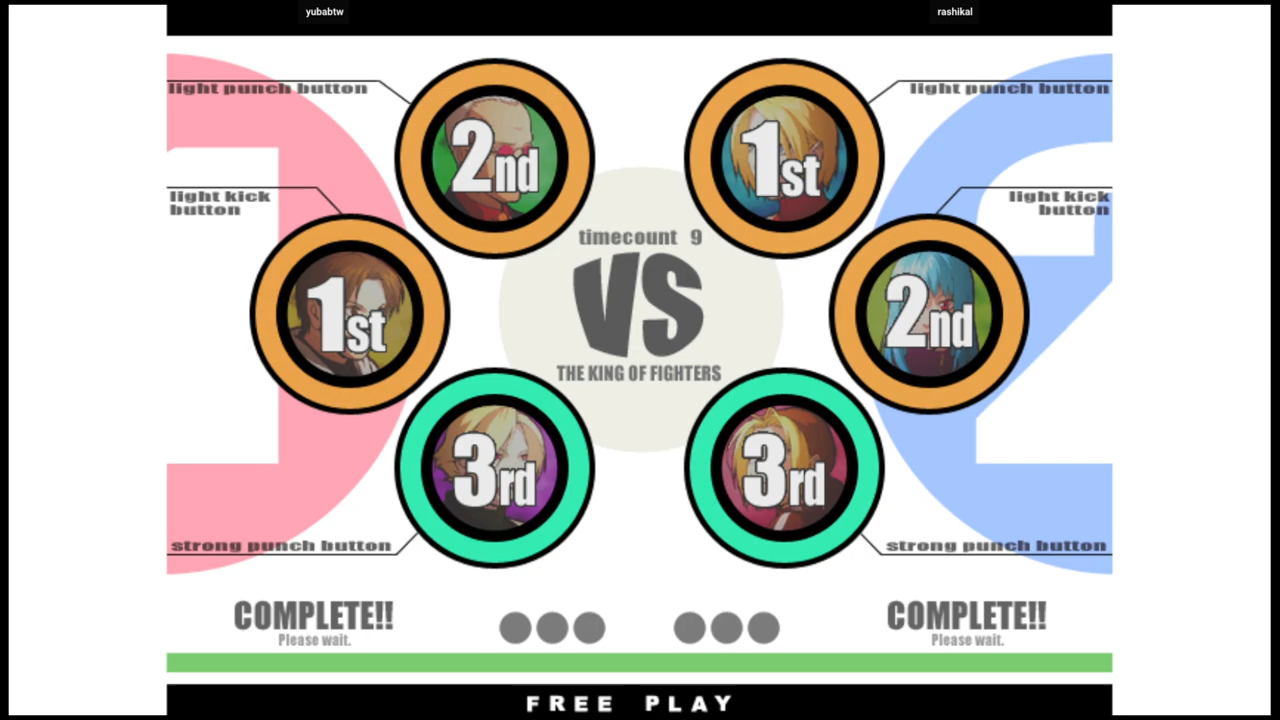 yubabtw
rashikal
light punch button
light punch button
2nd
1st
light kick
button
light kick
button
timecount 9
VS
THE KING OF FIGHTERS
1st
2nd
3rd
3rd
strong punch button
strong punch button
COMPLETE!!
Please wait.
COMPLETE!!
Please wait.
FREE PLAY